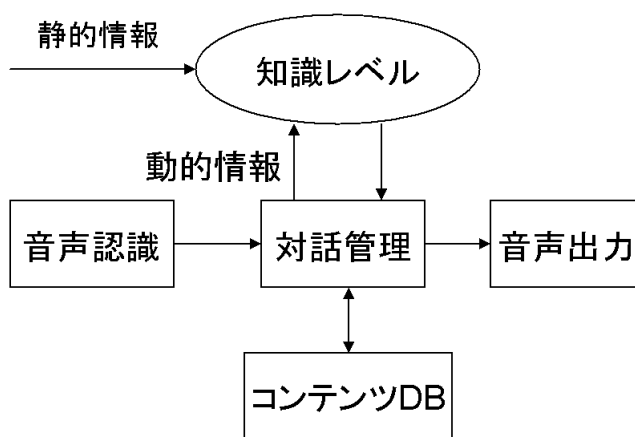 静的情報
知識レベル
動的情報
音声認識
対話管理
音声出力
コンテンツDB